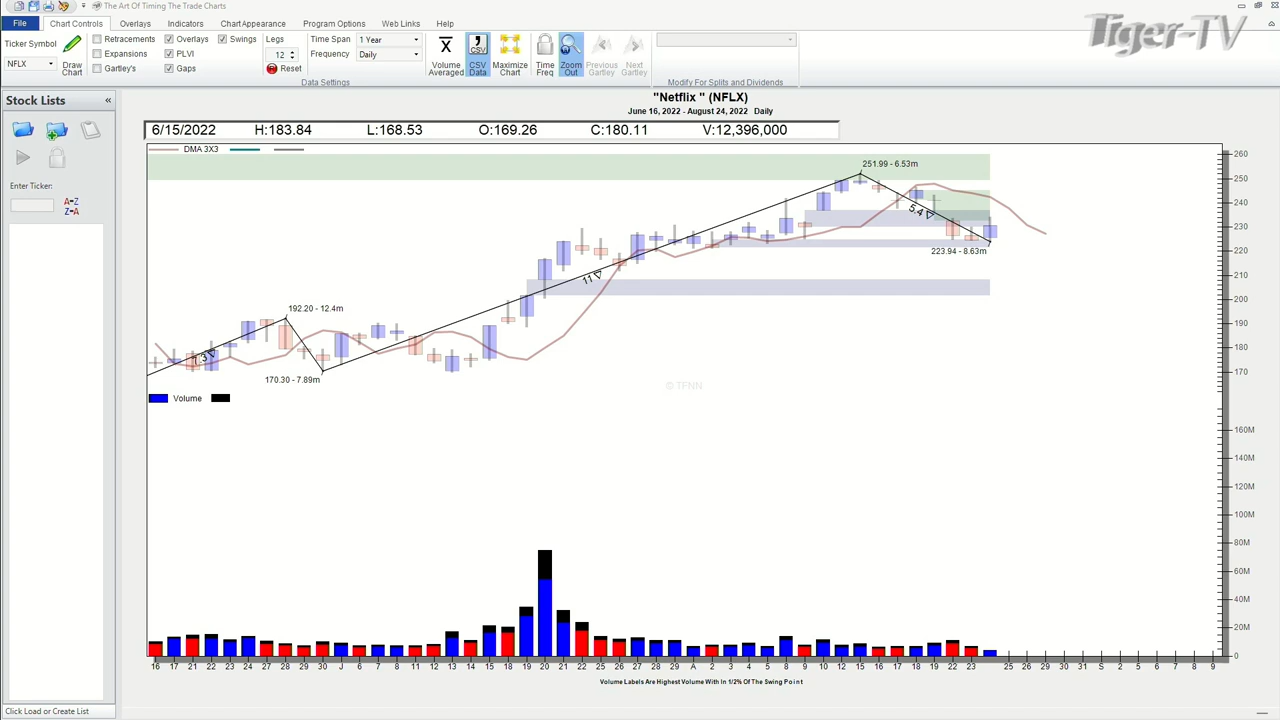 The Art Of Timing The Trade Charts
File Chart Controls Overlays Indicators Chart Appearance Program Options Web Links Help
Tiger-TV
Ticker Symbol
NFLX
Draw Chart
Retracements Overlays Swings
Expansions PLVI
Gartley's Gaps
Legs
12
Reset
Time Span 1 Year
Frequency Daily
Data Settings
Volume Averaged
CSV
CSV Data
Maximize Chart
Time Freq
Zoom Out
Previous Gartley
Next Gartley
Modify For Splits and Dividends
Stock Lists «
Enter Ticker:
A-Z
Z-A
"Netflix " (NFLX)
June 16, 2022 - August 24, 2022 Daily
6/15/2022 H:183.84 L:168.53 O:169.26 C:180.11 V:12,396,000
DMA 3X3
251.99 - 6.53m
5.4
223.94 - 8.63m
11
192.20 - 12.4m
170.30 - 7.89m
260
250
240
230
220
210
200
190
180
170
© TFNN
Volume
160M
140M
120M
100M
80M
60M
40M
20M
0
16 17 21 22 23 24 27 28 29 30 J 5 6 7 8 11 12 13 14 15 18 19 20 21 22 25 26 27 28 29 A 2 3 4 5 8 9 10 11 12 15 16 17 18 19 22 23 25 26 29 30 31 S 2 5 6 7 8 9
Volume Labels Are Highest Volume With In 1/2% Of The Swing Point
Click Load or Create List